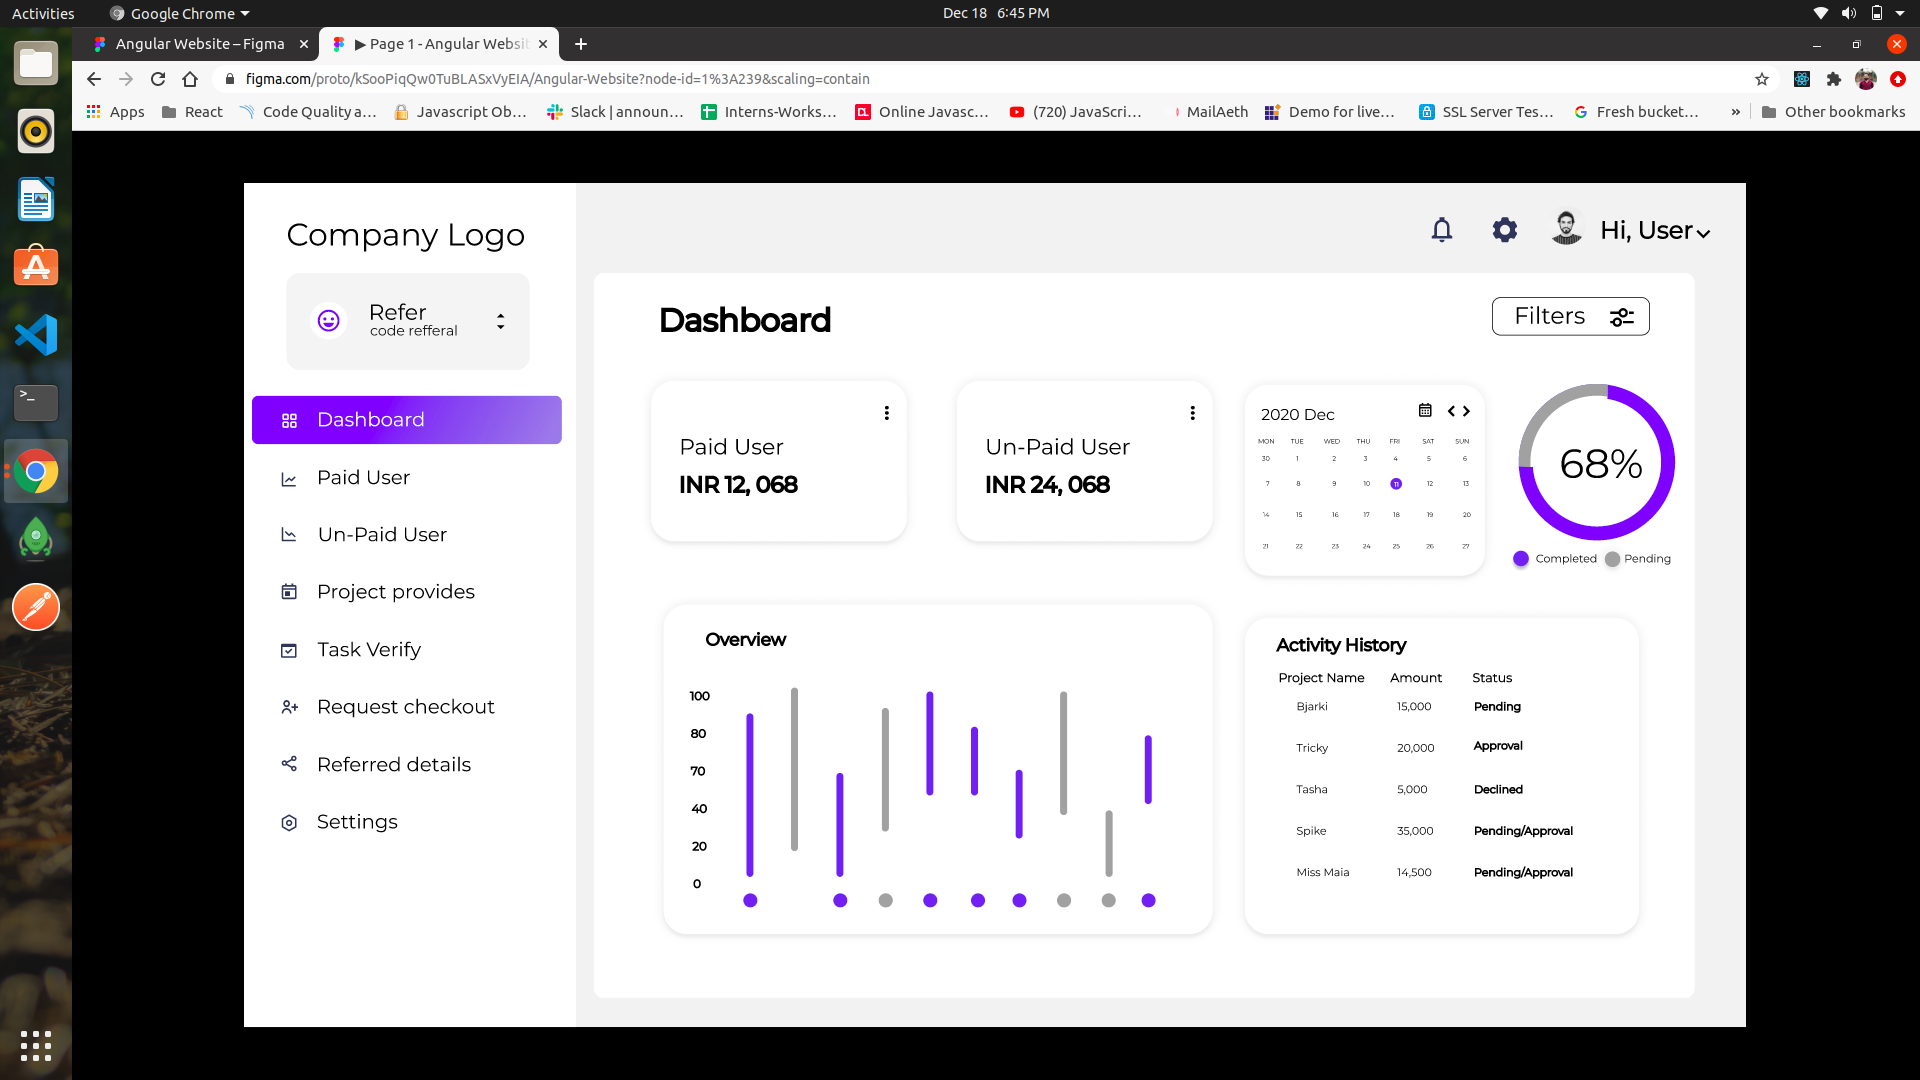 Activities
Google Chrome
Dec 18 6:45 PM
Angular Website – Figma
▶ Page 1 - Angular Websi
figma.com/proto/kSooPiqQw0TuBLASxVyEIA/Angular-Website?node-id=1%3A239&scaling=contain
Apps
React
Code Quality a...
Javascript Ob...
Slack | announ...
Interns-Works...
Online Javasc...
(720) JavaScri...
MailAeth
Demo for live...
SSL Server Tes...
Fresh bucket...
»
Other bookmarks
Company Logo
Hi, User
Refer
code refferal
Dashboard
Paid User
Un-Paid User
Project provides
Task Verify
Request checkout
Referred details
Settings
Dashboard
Filters
Paid User
INR 12, 068
Un-Paid User
INR 24, 068
2020 Dec
MON TUE WED THU FRI SAT SUN
30 1 2 3 4 5 6
7 8 9 10 11 12 13
14 15 16 17 18 19 20
21 22 23 24 25 26 27
68%
Completed Pending
Overview
100
80
70
40
20
0
Activity History
Project Name Amount Status
Bjarki 15,000 Pending
Tricky 20,000 Approval
Tasha 5,000 Declined
Spike 35,000 Pending/Approval
Miss Maia 14,500 Pending/Approval